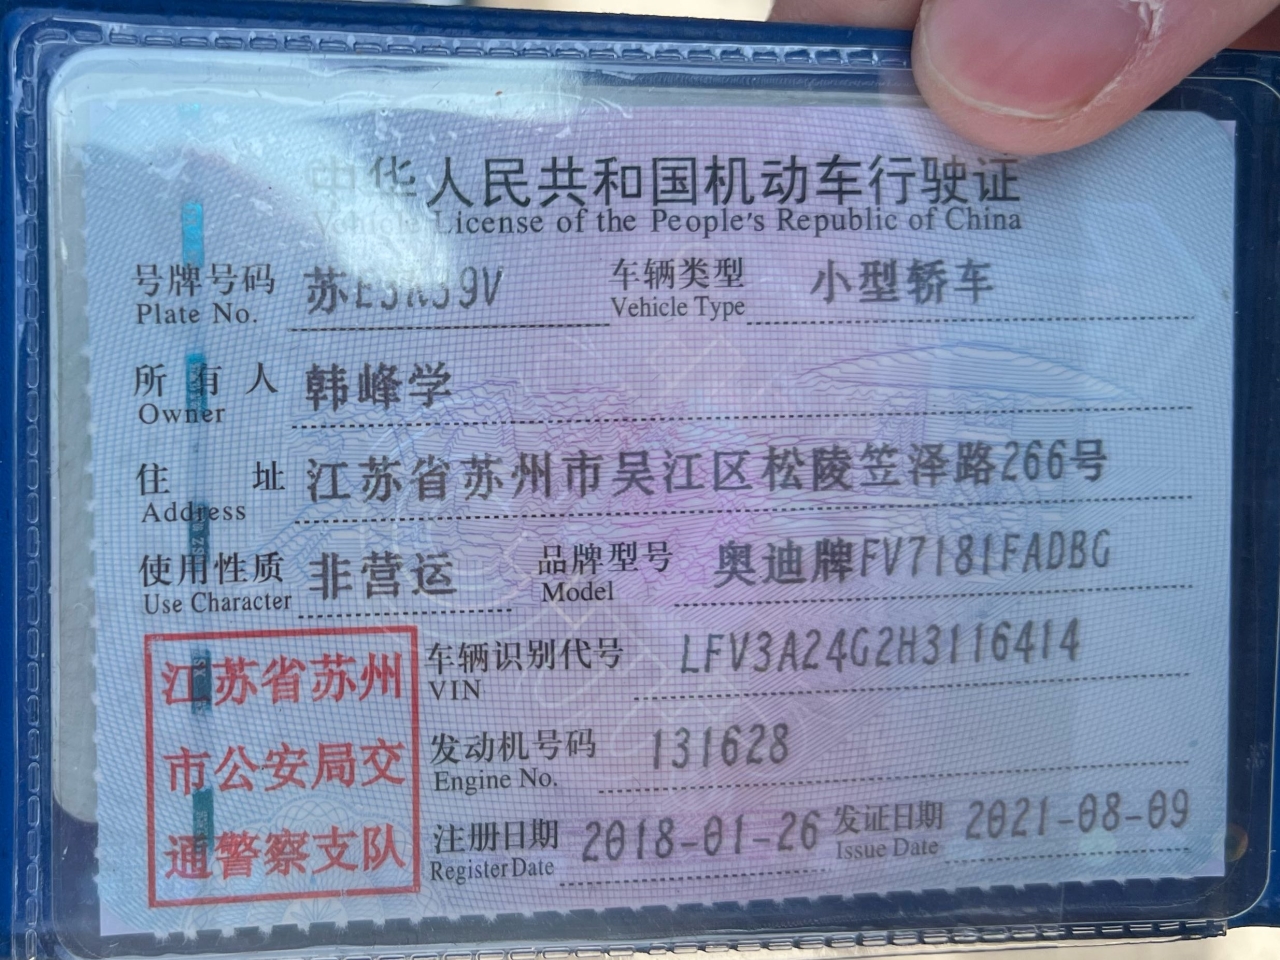 中华人民共和国机动车行驶证
Vehicle License of the People's Republic of China
号牌号码 车辆类型 小型轿车
Plate No. Vehicle Type
所有人 韩峰学
Owner
住址 江苏省苏州市吴江区松陵笠泽路266号
Address
使用性质 非营运 品牌型号 奥迪牌FV7181FADBG
Use Character Model
江苏省苏州
市公安局交
通警察支队
车辆识别代号 LFV3A24G2H3116414
VIN
发动机号码 131628
Engine No.
注册日期 2018-01-26 发证日期 2021-08-09
Register Date Issue Date